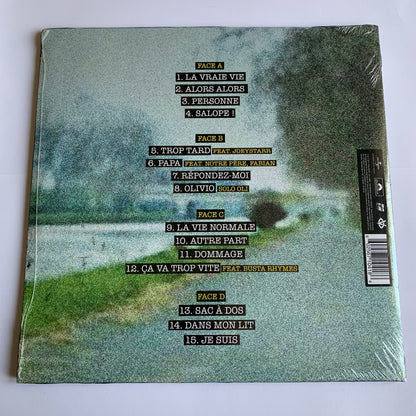 FACE A
1. LA VRAIE VIE
2. ALORS ALORS
3. PERSONNE
4. SALOPE !
FACE B
5. TROP TARD FEAT. JOEYSTARR
6. PAPA FEAT. NOTRE PÈRE, FABIAN
7. RÉPONDEZ-MOI
8. OLIVIO SOLO OLI
FACE C
9. LA VIE NORMALE
10. AUTRE PART
11. DOMMAGE
12. ÇA VA TROP VITE FEAT. BUSTA RHYMES
FACE D
13. SAC À DOS
14. DANS MON LIT
15. JE SUIS